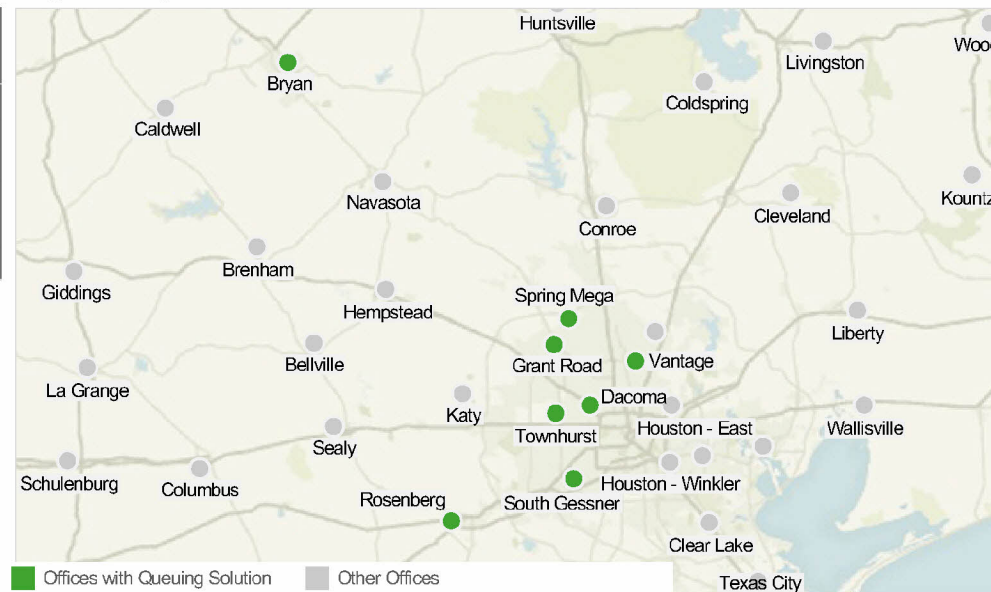 Huntsville
Livingston
Woo
Bryan
Coldspring
Caldwell
Navasota
Kountz
Cleveland
Conroe
Brenham
Giddings
Spring Mega
Hempstead
Liberty
Grant Road
Vantage
Bellville
La Grange
Dacoma
Katy
Houston - East
Wallisville
Townhurst
Sealy
Schulenburg
Columbus
Houston - Winkler
Rosenberg
South Gessner
Clear Lake
Offices with Queuing Solution
Other Offices
Texas City